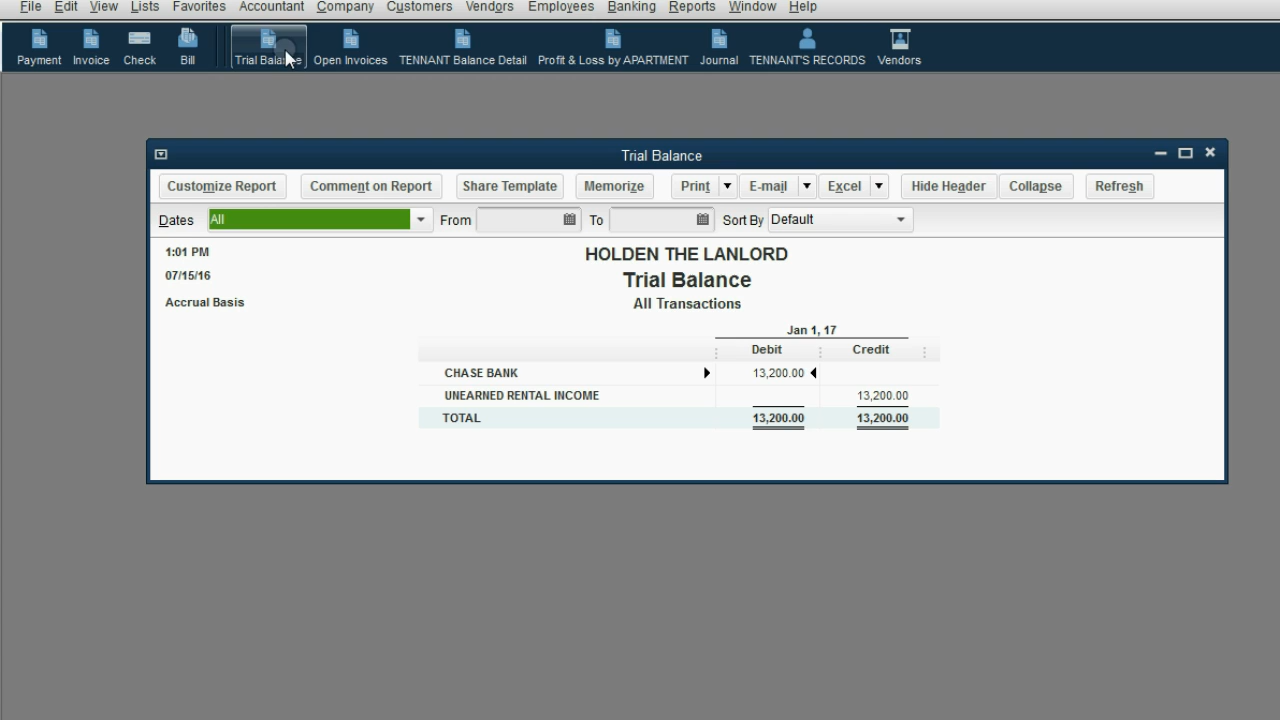 File Edit View Lists Favorites Accountant Company Customers Vendors Employees Banking Reports Window Help
Payment Invoice Check Bill Trial Balance Open Invoices TENNANT Balance Detail Profit & Loss by APARTMENT Journal TENNANT'S RECORDS Vendors
Trial Balance
Customize Report Comment on Report Share Template Memorize Print E-mail Excel Hide Header Collapse Refresh
Dates All From To Sort By Default
1:01 PM HOLDEN THE LANLORD
07/15/16 Trial Balance
Accrual Basis All Transactions
Jan 1, 17
Debit Credit
CHASE BANK 13,200.00
UNEARNED RENTAL INCOME 13,200.00
TOTAL 13,200.00 13,200.00